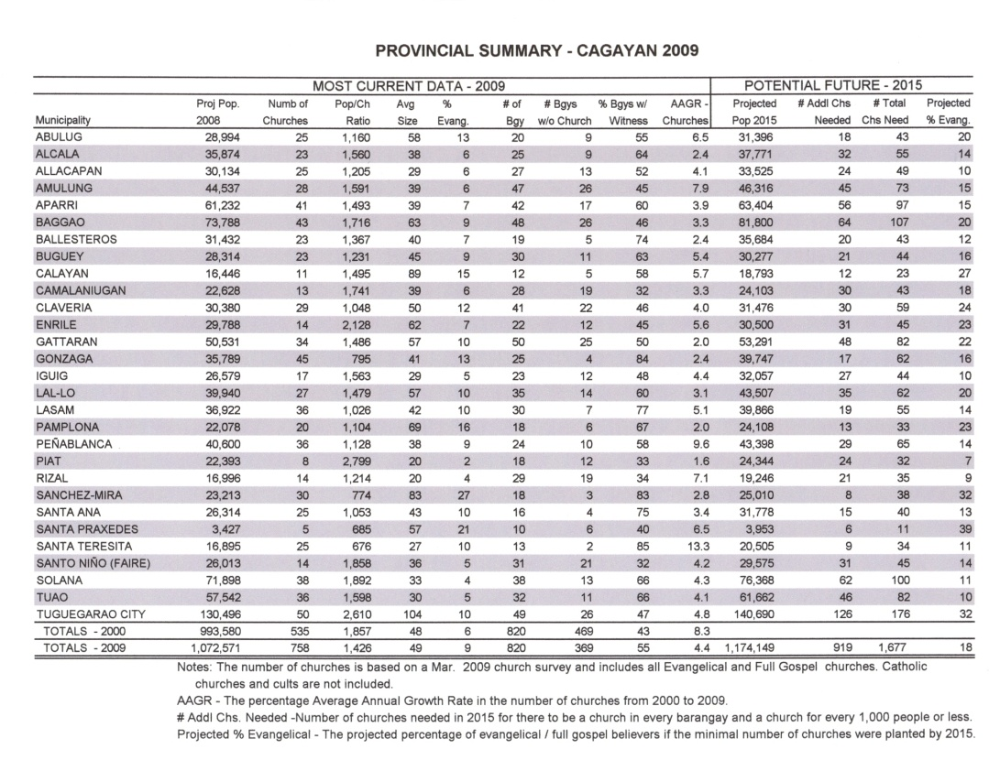 PROVINCIAL SUMMARY - CAGAYAN 2009
MOST CURRENT DATA - 2009 POTENTIAL FUTURE - 2015
Proj Pop. Numb of Pop/Ch Avg % # of # Bgys % Bgys w/ AAGR - Projected # Addl Chs # Total Projected
Municipality 2008 Churches Ratio Size Evang. Bgy w/o Church Witness Churches Pop 2015 Needed Chs Need % Evang.
ABULUG 28,994 25 1,160 58 13 20 9 55 6.5 31,396 18 43 20
ALCALA 35,874 23 1,560 38 6 25 9 64 2.4 37,771 32 55 14
ALLACAPAN 30,134 25 1,205 29 6 27 13 52 4.1 33,525 24 49 10
AMULUNG 44,537 28 1,591 39 6 47 26 45 7.9 46,316 45 73 15
APARRI 61,232 41 1,493 39 7 42 17 60 3.9 63,404 56 97 15
BAGGAO 73,788 43 1,716 63 9 48 26 46 3.3 81,800 64 107 20
BALLESTEROS 31,432 23 1,367 40 7 19 5 74 2.4 35,684 20 43 12
BUGUEY 28,314 23 1,231 45 9 30 11 63 5.4 30,277 21 44 16
CALAYAN 16,446 11 1,495 89 15 12 5 58 5.7 18,793 12 23 27
CAMALANIUGAN 22,628 13 1,741 39 6 28 19 32 3.3 24,103 30 43 18
CLAVERIA 30,380 29 1,048 50 12 41 22 46 4.0 31,476 30 59 24
ENRILE 29,788 14 2,128 62 7 22 12 45 5.6 30,500 31 45 23
GATTARAN 50,531 34 1,486 57 10 50 25 50 2.0 53,291 48 82 22
GONZAGA 35,789 45 795 41 13 25 4 84 2.4 39,747 17 62 16
IGUIG 26,579 17 1,563 29 5 23 12 48 4.4 32,057 27 44 10
LAL-LO 39,940 27 1,479 57 10 35 14 60 3.1 43,507 35 62 20
LASAM 36,922 36 1,026 42 10 30 7 77 5.1 39,866 19 55 14
PAMPLONA 22,078 20 1,104 69 16 18 6 67 2.0 24,108 13 33 23
PEÑABLANCA 40,600 36 1,128 38 9 24 10 58 9.6 43,398 29 65 14
PIAT 22,393 8 2,799 20 2 18 12 33 1.6 24,344 24 32 7
RIZAL 16,996 14 1,214 20 4 29 19 34 7.1 19,246 21 35 9
SANCHEZ-MIRA 23,213 30 774 83 27 18 3 83 2.8 25,010 8 38 32
SANTA ANA 26,314 25 1,053 43 10 16 4 75 3.4 31,778 15 40 13
SANTA PRAXEDES 3,427 5 685 57 21 10 6 40 6.5 3,953 6 11 39
SANTA TERESITA 16,895 25 676 27 10 13 2 85 13.3 20,505 9 34 11
SANTO NIÑO (FAIRE) 26,013 14 1,858 36 5 31 21 32 4.2 29,575 31 45 14
SOLANA 71,898 38 1,892 33 4 38 13 66 4.3 76,368 62 100 11
TUAO 57,542 36 1,598 30 5 32 11 66 4.1 61,662 46 82 10
TUGUEGARAO CITY 130,496 50 2,610 104 10 49 26 47 4.8 140,690 126 176 32
TOTALS - 2000 993,580 535 1,857 48 6 820 469 43 8.3
TOTALS - 2009 1,072,571 758 1,426 49 9 820 369 55 4.4 1,174,149 919 1,677 18
Notes: The number of churches is based on a Mar. 2009 church survey and includes all Evangelical and Full Gospel churches. Catholic
churches and cults are not included.
AAGR - The percentage Average Annual Growth Rate in the number of churches from 2000 to 2009.
# Addl Chs. Needed -Number of churches needed in 2015 for there to be a church in every barangay and a church for every 1,000 people or less.
Projected % Evangelical - The projected percentage of evangelical / full gospel believers if the minimal number of churches were planted by 2015.